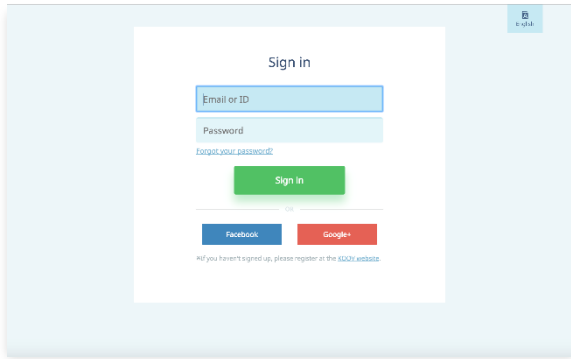 English
Sign in
Email or ID
Password
Forgot your password?
Sign in
OR
Facebook
Google+
※If you haven't signed up, please register at the KOOV website.